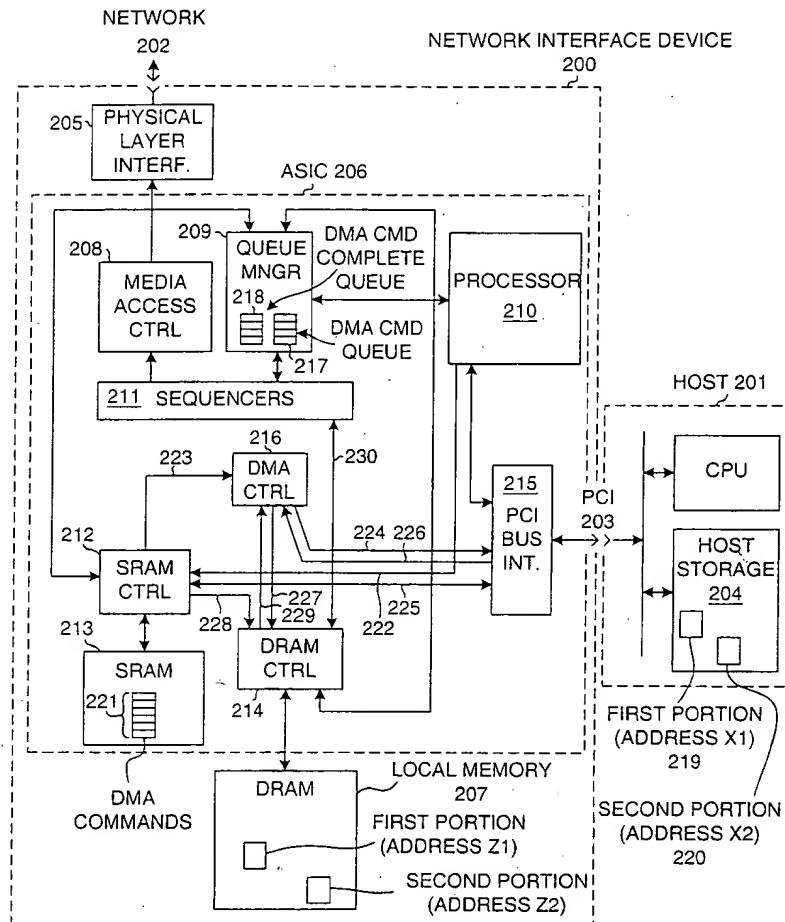 NETWORK
202
NETWORK INTERFACE DEVICE
200
205
PHYSICAL
LAYER
INTERF.
ASIC 206
209
208
QUEUE
MNGR
DMA CMD
COMPLETE
QUEUE
218
MEDIA
ACCESS
CTRL
PROCESSOR
210
DMA CMD
QUEUE
217
211 SEQUENCERS
HOST 201
216
223
DMA
CTRL
230
215
PCI
BUS
INT.
PCI
203
CPU
212
SRAM
CTRL
224
226
HOST
STORAGE
204
227
229
222
225
228
213
SRAM
221
DRAM
CTRL
214
FIRST PORTION
(ADDRESS X1)
219
DMA
COMMANDS
DRAM
LOCAL MEMORY
207
FIRST PORTION
(ADDRESS Z1)
SECOND PORTION
(ADDRESS X2)
220
SECOND PORTION
(ADDRESS Z2)